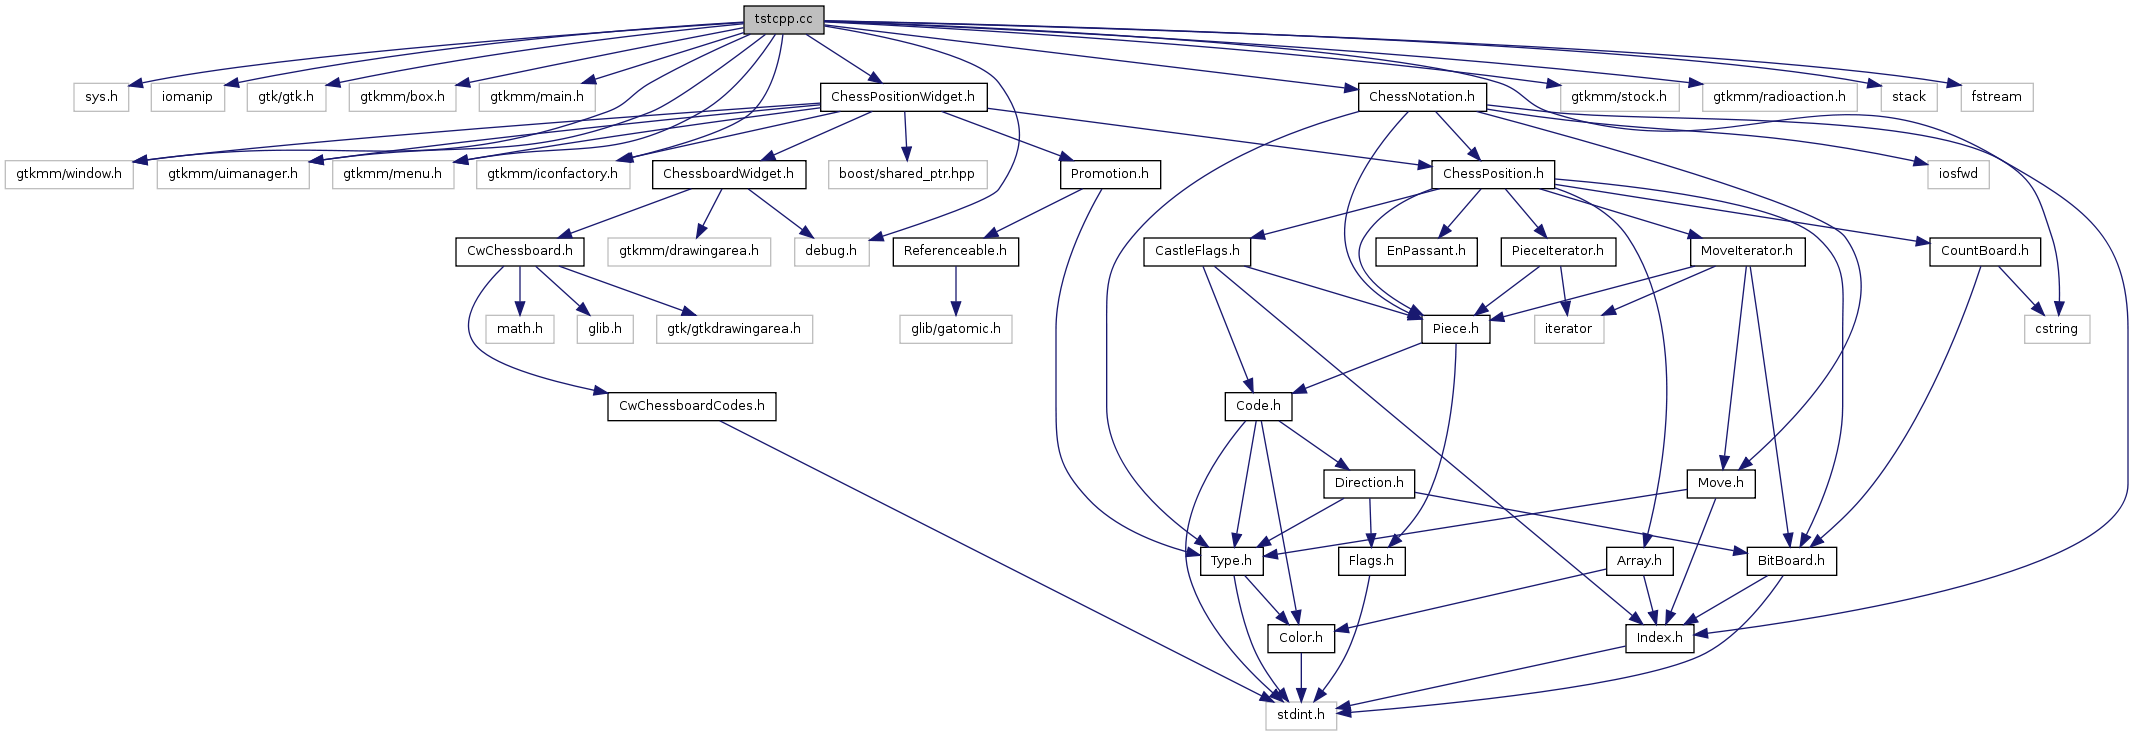 tstcpp.cc
sys.h
iomanip
gtk/gtk.h
gtkmm/box.h
gtkmm/main.h
ChessPositionWidget.h
ChessNotation.h
gtkmm/stock.h
gtkmm/radioaction.h
stack
fstream
gtkmm/window.h
gtkmm/uimanager.h
gtkmm/menu.h
gtkmm/iconfactory.h
ChessboardWidget.h
boost/shared_ptr.hpp
Promotion.h
ChessPosition.h
iosfwd
CwChessboard.h
gtkmm/drawingarea.h
debug.h
Referenceable.h
CastleFlags.h
EnPassant.h
PieceIterator.h
MoveIterator.h
CountBoard.h
math.h
glib.h
gtk/gtkdrawingarea.h
glib/gatomic.h
Piece.h
iterator
cstring
CwChessboardCodes.h
Code.h
Direction.h
Move.h
Type.h
Flags.h
Array.h
BitBoard.h
Color.h
Index.h
stdint.h